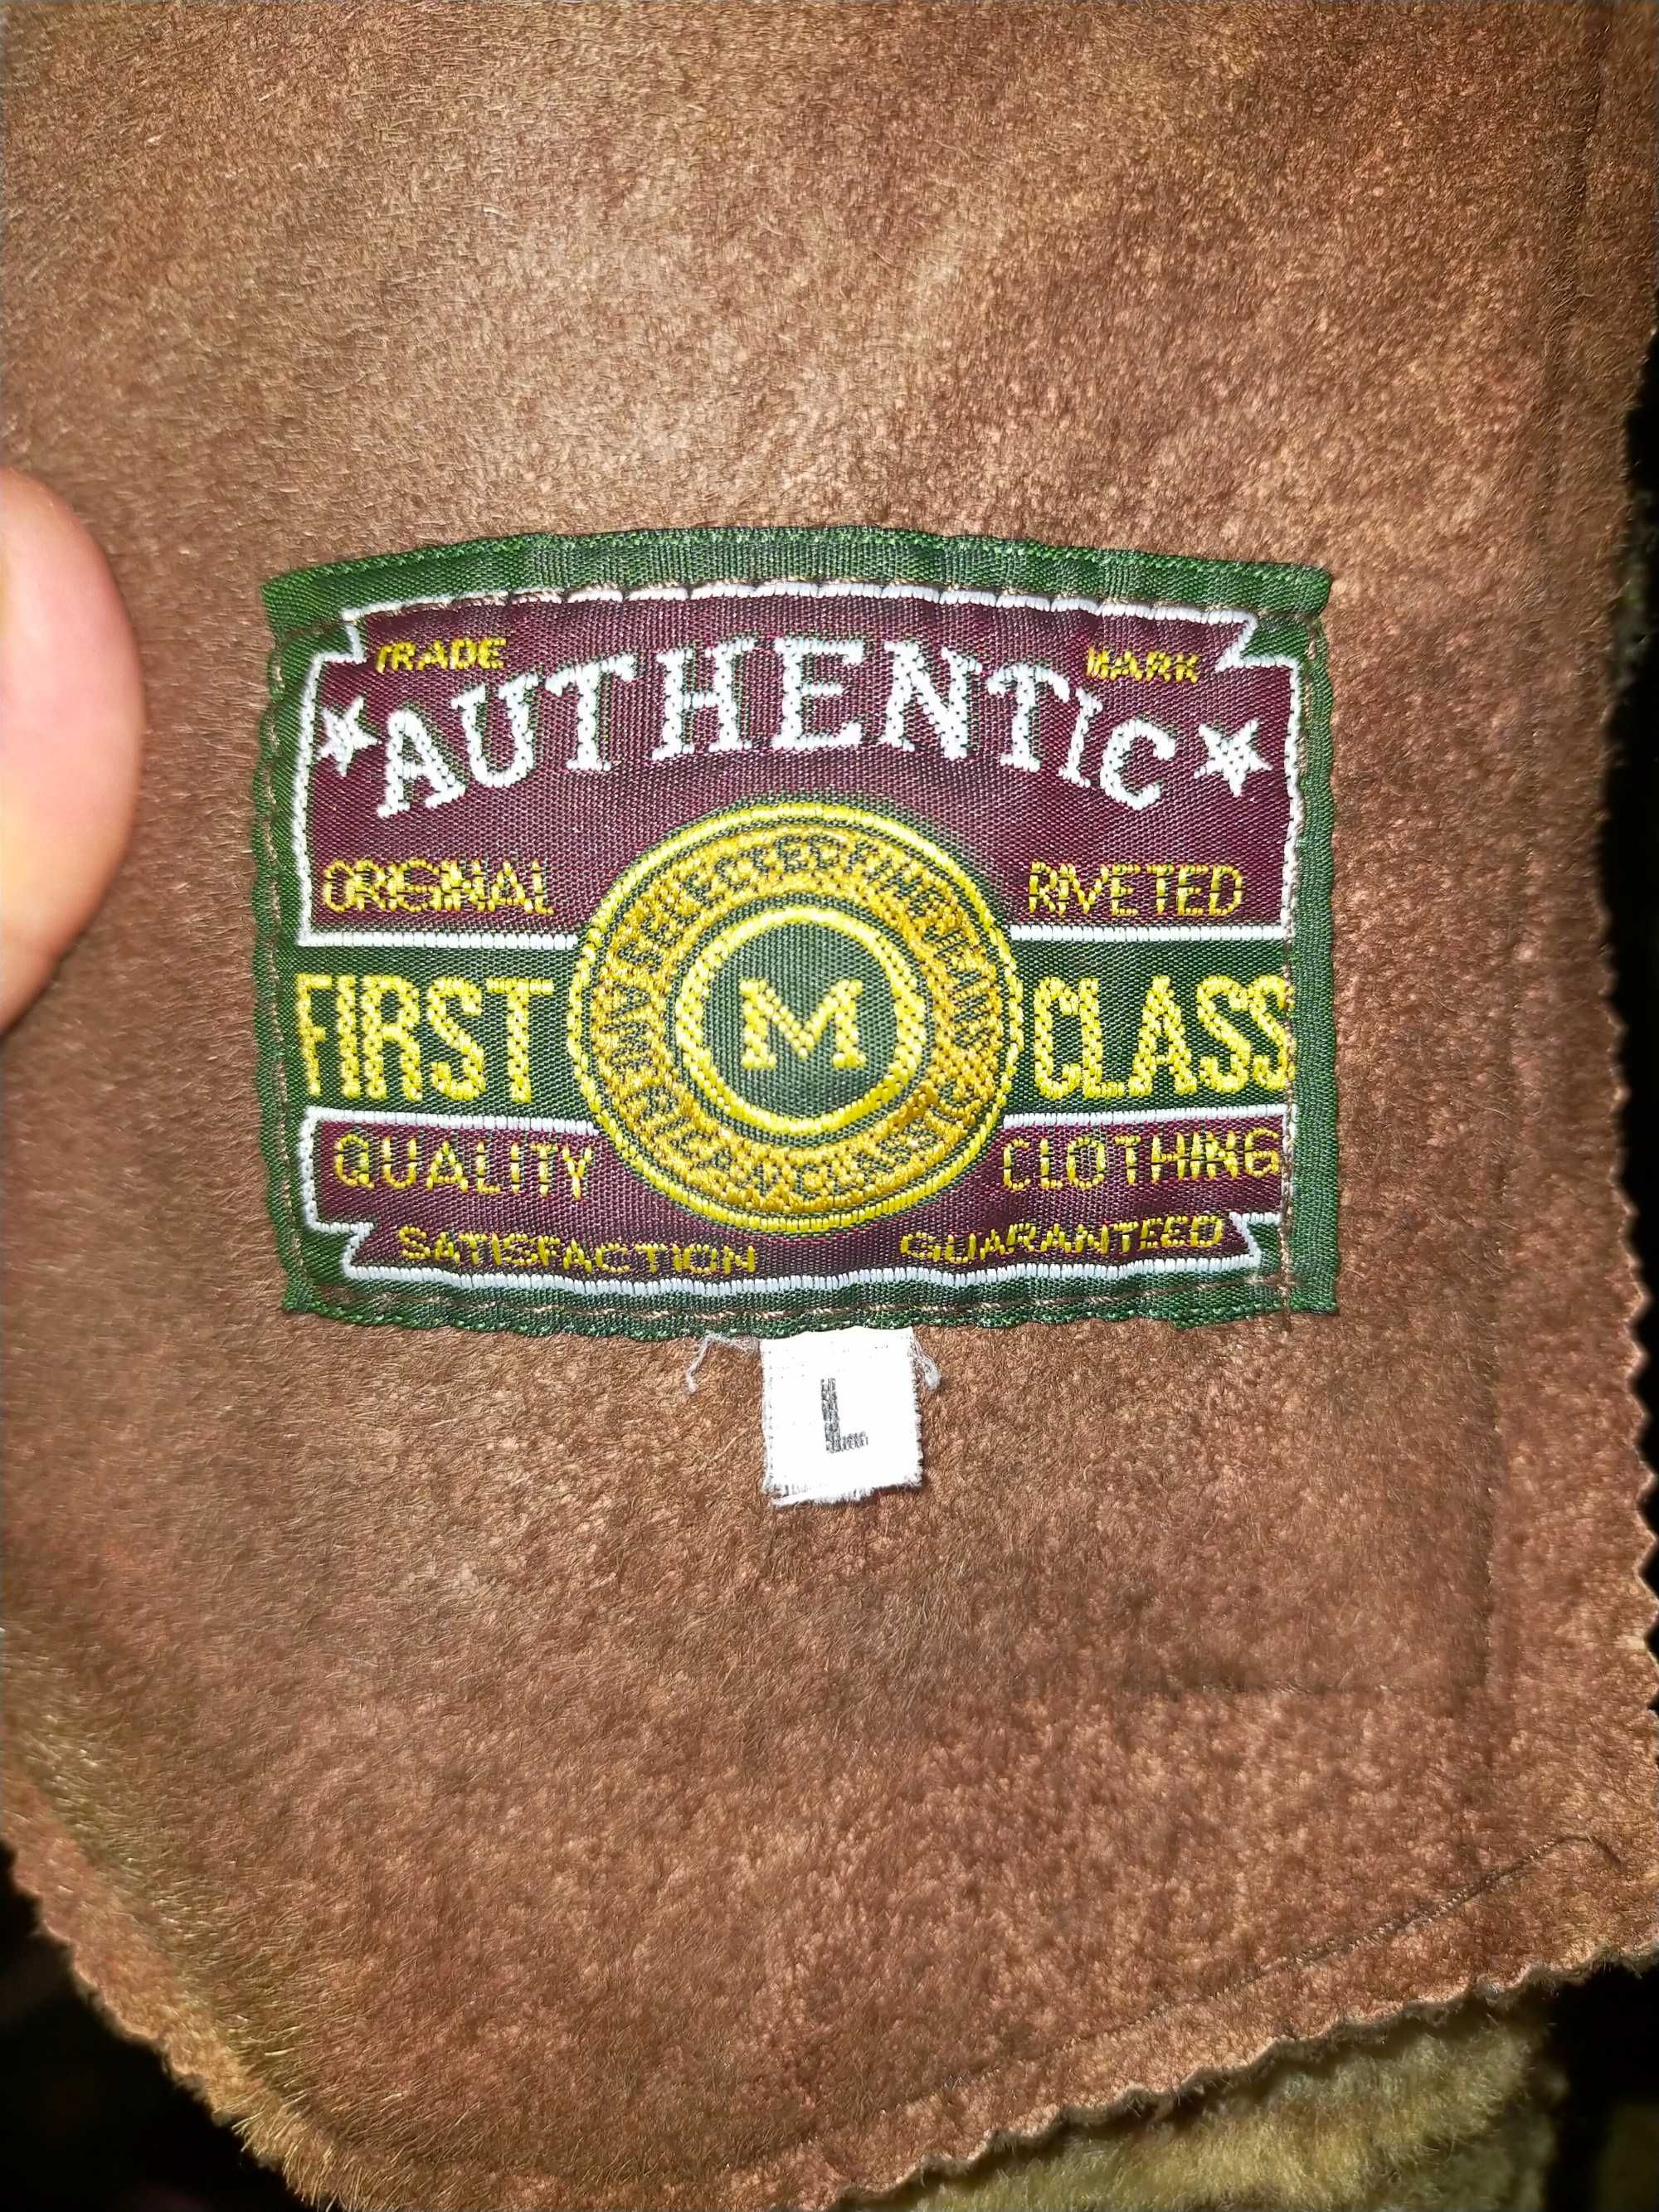 TRADE MARK
AUTHENTIC
ORIGINAL RIVETED
FIRST M CLASS
QUALITY CLOTHING
SATISFACTION GUARANTEED
L